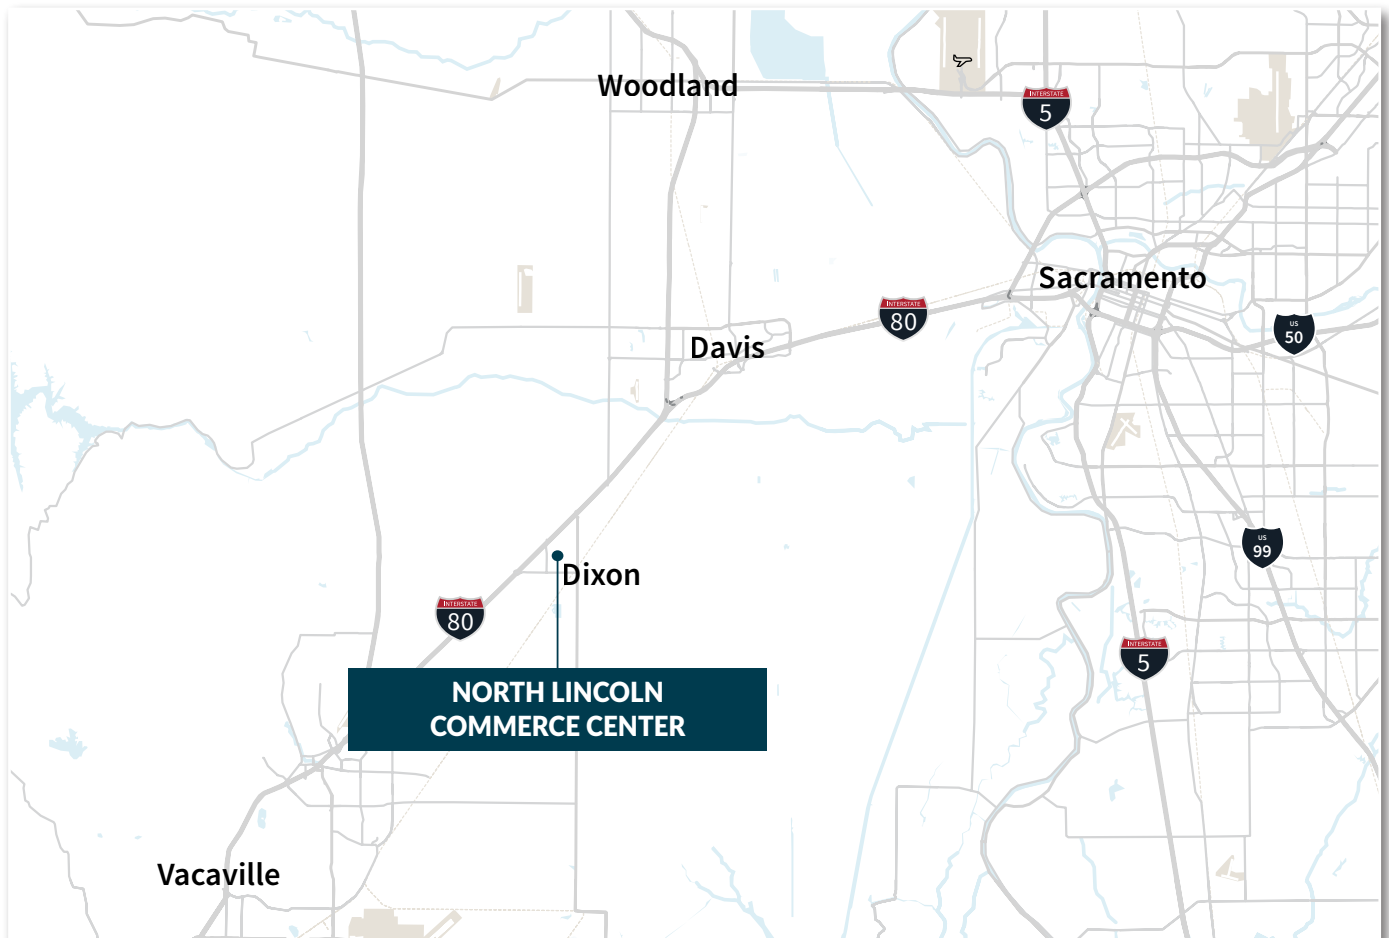 Woodland
INTERSTATE
5
Sacramento
INTERSTATE
80
US
50
Davis
US
99
Dixon
INTERSTATE
80
INTERSTATE
5
NORTH LINCOLN
COMMERCE CENTER
Vacaville